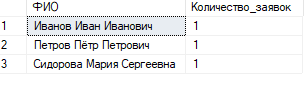 ФИО Количество_заявок
1 Иванов Иван Иванович 1
2 Петров Пётр Петрович 1
3 Сидорова Мария Сергеевна 1